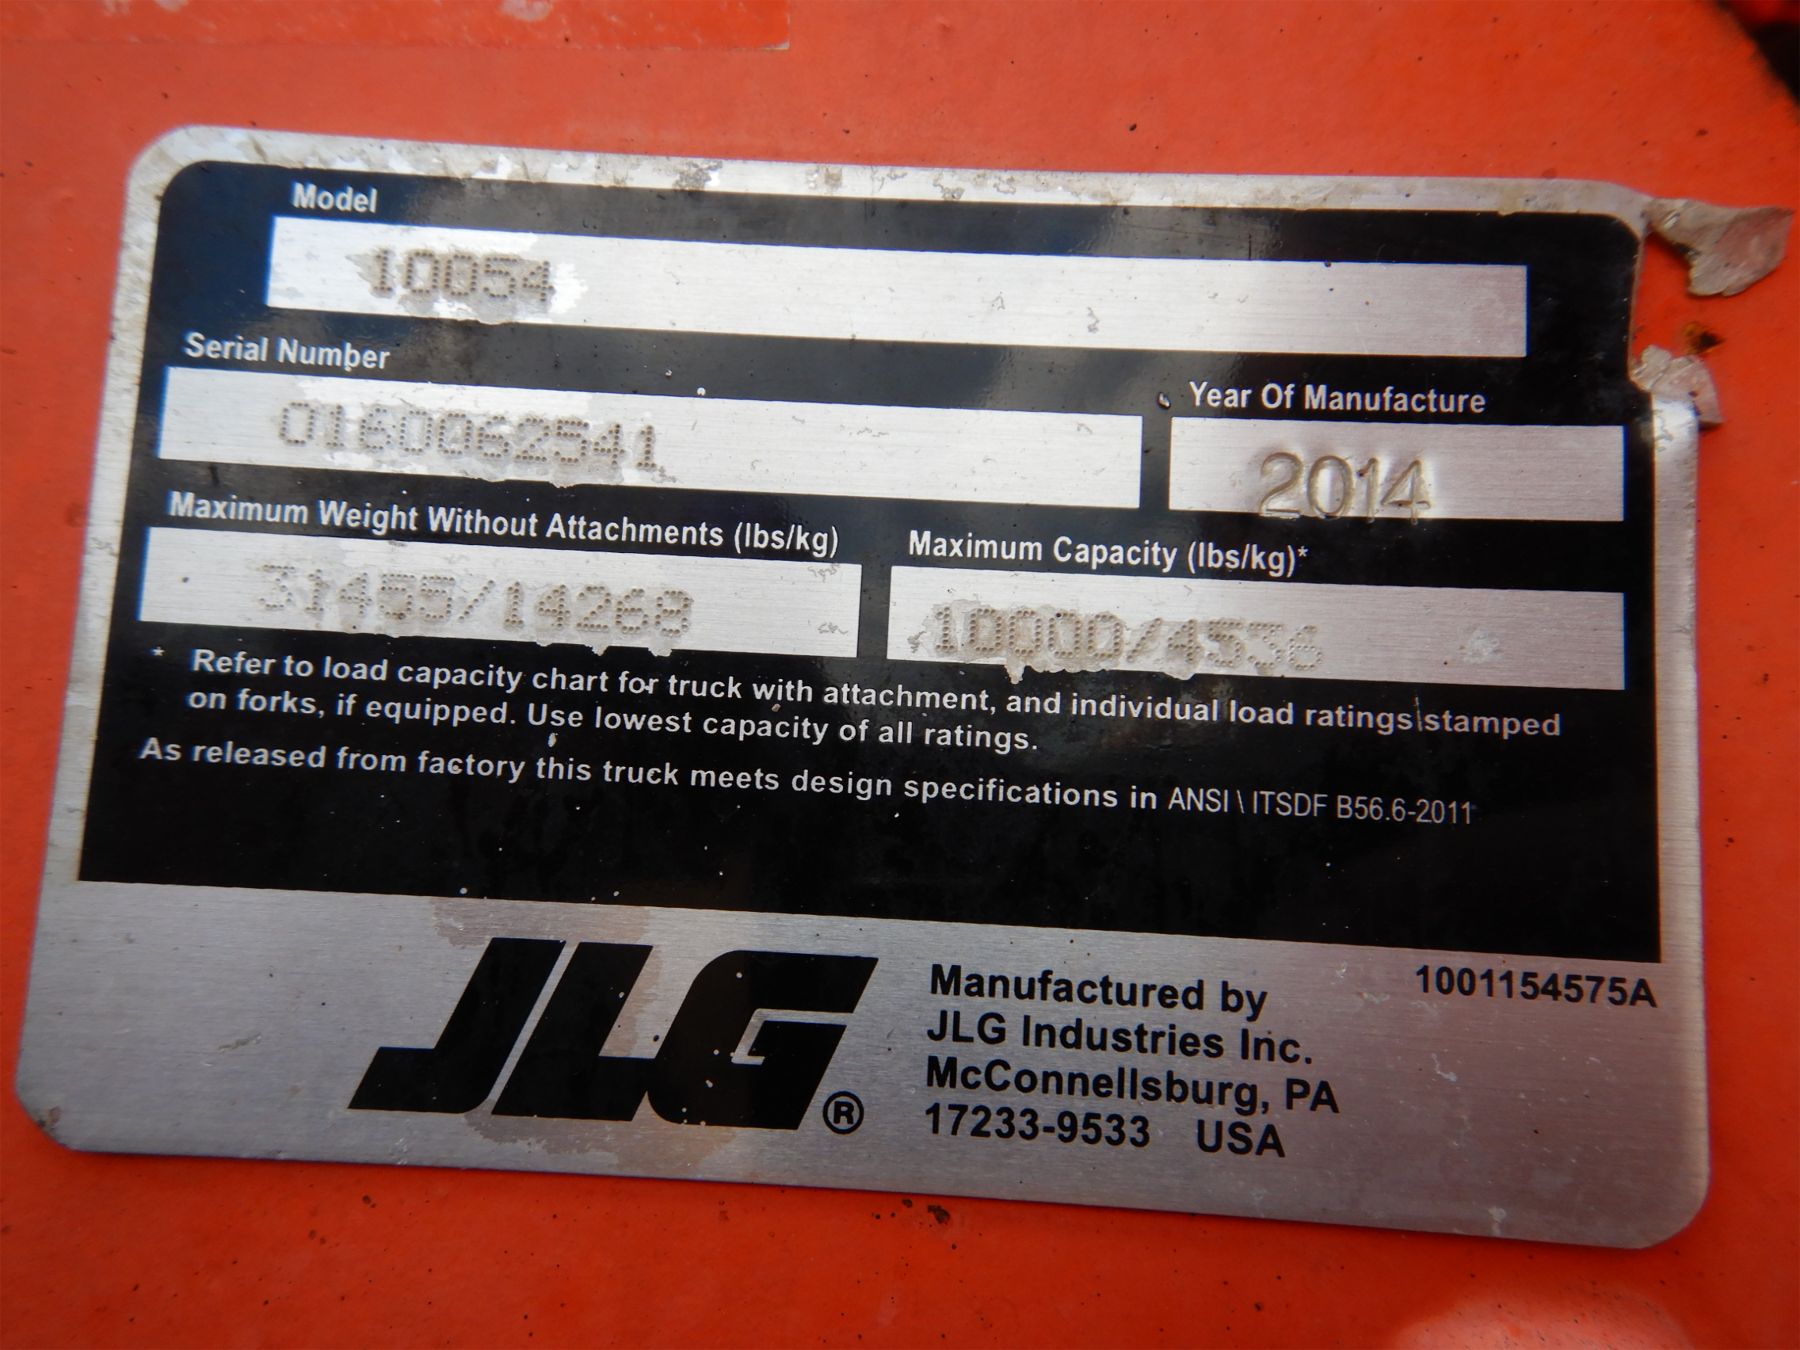 Model
10054
Serial Number
0160062541
Year Of Manufacture
2014
Maximum Weight Without Attachments (lbs/kg)
31455/14268
Maximum Capacity (lbs/kg)*
10000/4536
* Refer to load capacity chart for truck with attachment, and individual load ratings stamped
on forks, if equipped. Use lowest capacity of all ratings.
As released from factory this truck meets design specifications in ANSI \ ITSDF B56.6-2011
JLG®
Manufactured by
JLG Industries Inc.
McConnellsburg, PA
17233-9533 USA
1001154575A